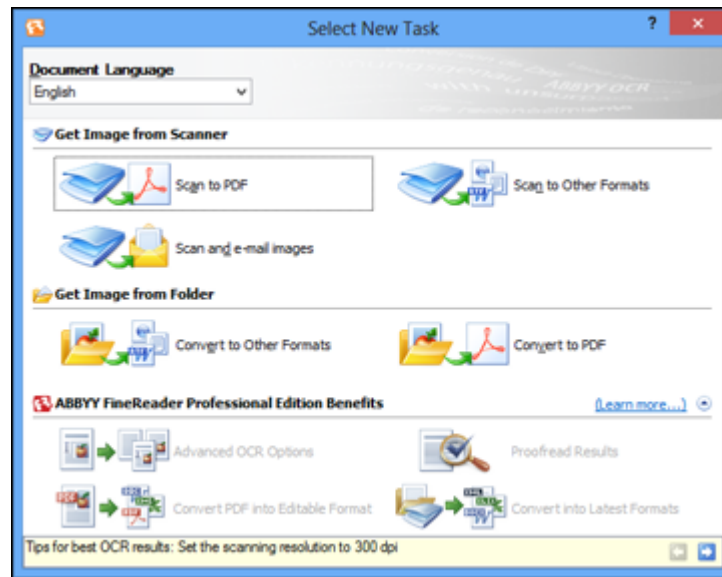 Select New Task
?
Document Language
English
ABBYY OCR
Get Image from Scanner
Scan to PDF
Scan to Other Formats
Scan and e-mail images
Get Image from Folder
Convert to Other Formats
Convert to PDF
ABBYY FineReader Professional Edition Benefits (Learn more...)
Advanced OCR Options
Proofread Results
Convert PDF into Editable Format
Convert into Latest Formats
Tips for best OCR results: Set the scanning resolution to 300 dpi